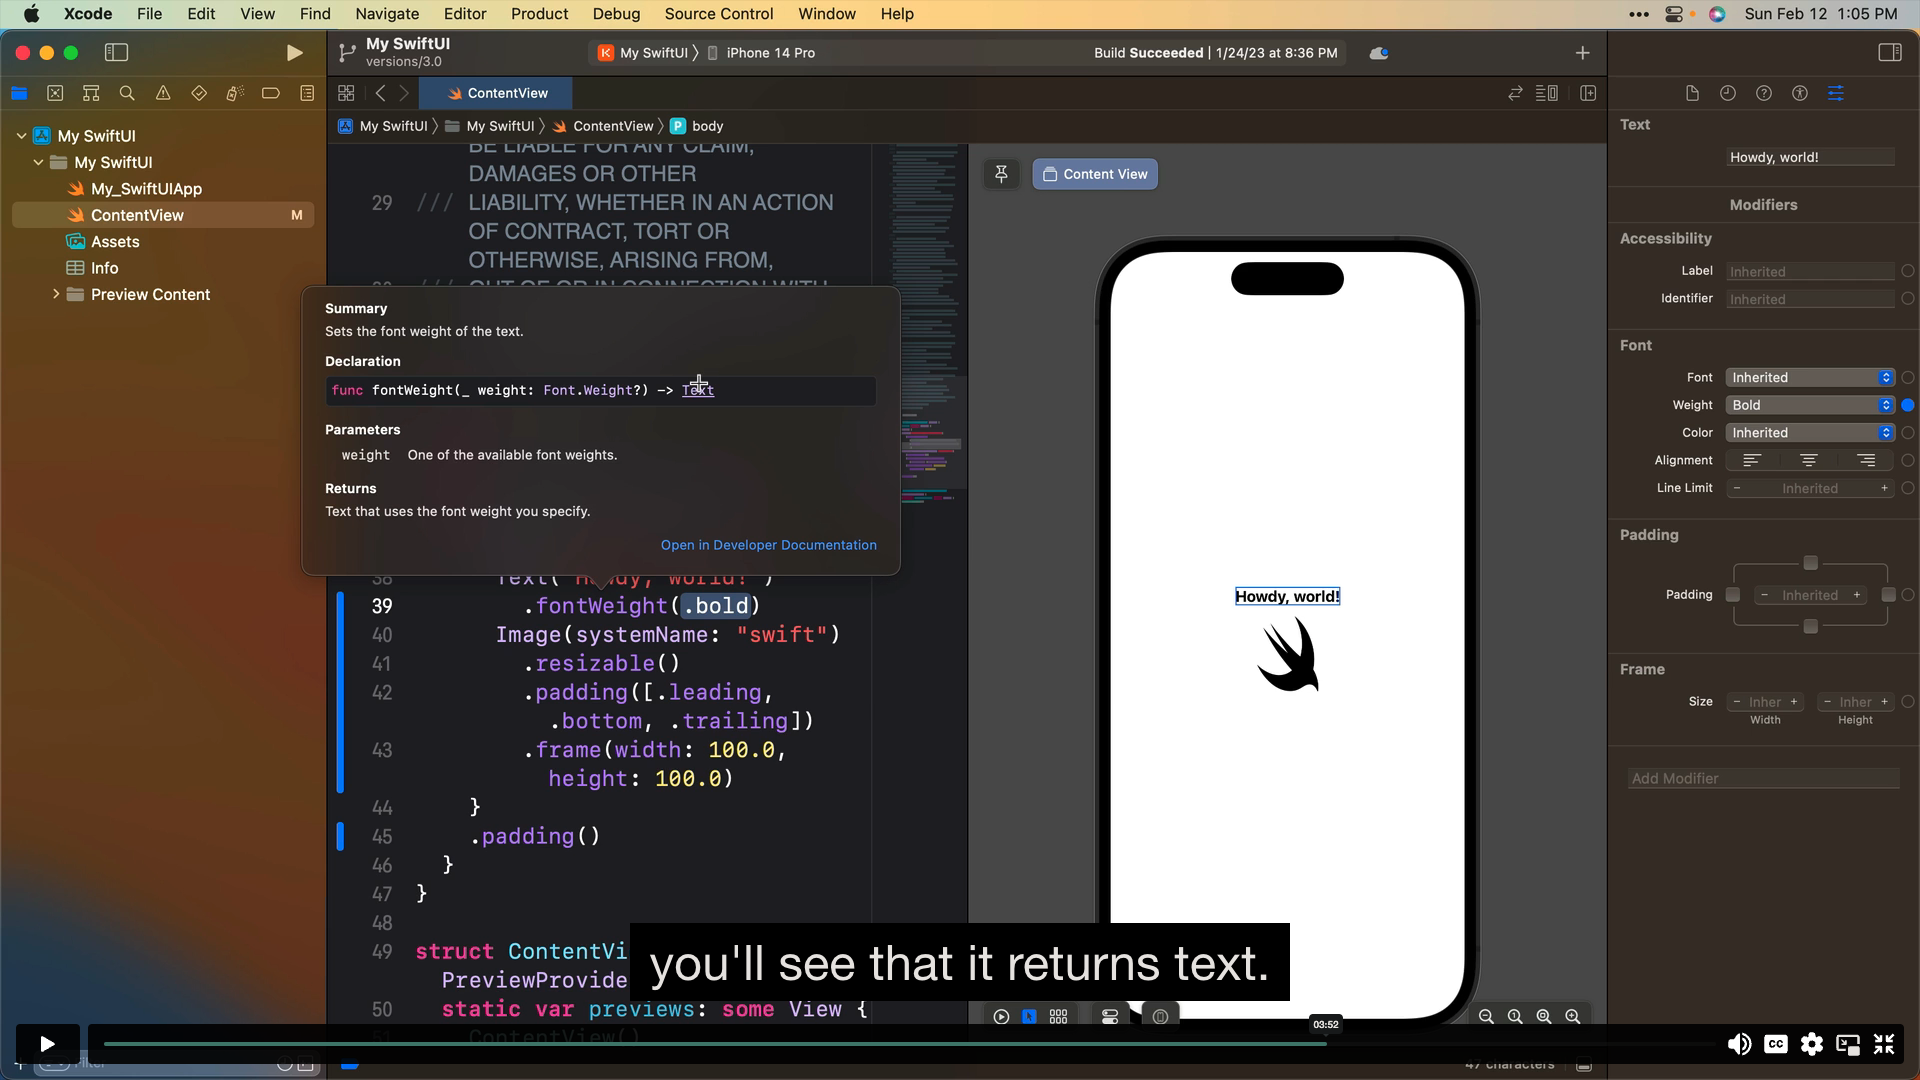 Xcode File Edit View Find Navigate Editor Product Debug Source Control Window Help
Sun Feb 12 1:05 PM
My SwiftUI
versions/3.0
My SwiftUI
iPhone 14 Pro
Build Succeeded | 1/24/23 at 8:36 PM
ContentView
My SwiftUI
My SwiftUI
ContentView
body
My SwiftUI
My SwiftUI
My_SwiftUIApp
ContentView M
Assets
Info
Preview Content
BE LIABLE FOR ANY CLAIM,
DAMAGES OR OTHER
29 /// LIABILITY, WHETHER IN AN ACTION
OF CONTRACT, TORT OR
OTHERWISE, ARISING FROM,
OUT OF OR IN CONNECTION WITH
Summary
Sets the font weight of the text.
Declaration
func fontWeight(_ weight: Font.Weight?) -> Text
Parameters
weight One of the available font weights.
Returns
Text that uses the font weight you specify.
Open in Developer Documentation
38 Text("Howdy, world!")
39 .fontWeight(.bold)
40 Image(systemName: "swift")
41 .resizable()
42 .padding([.leading,
.bottom, .trailing])
43 .frame(width: 100.0,
height: 100.0)
44 }
45 .padding()
46 }
47 }
48
49 struct ContentVi
PreviewProvide
50 static var previews: some View {
51 ContentView()
Content View
Howdy, world!
you'll see that it returns text.
03:52
Filter
47 characters
CC
Text
Howdy, world!
Modifiers
Accessibility
Label Inherited
Identifier Inherited
Font
Font Inherited
Weight Bold
Color Inherited
Alignment
Line Limit − Inherited +
Padding
Padding − Inherited +
Frame
Size − Inher + − Inher +
Width Height
Add Modifier